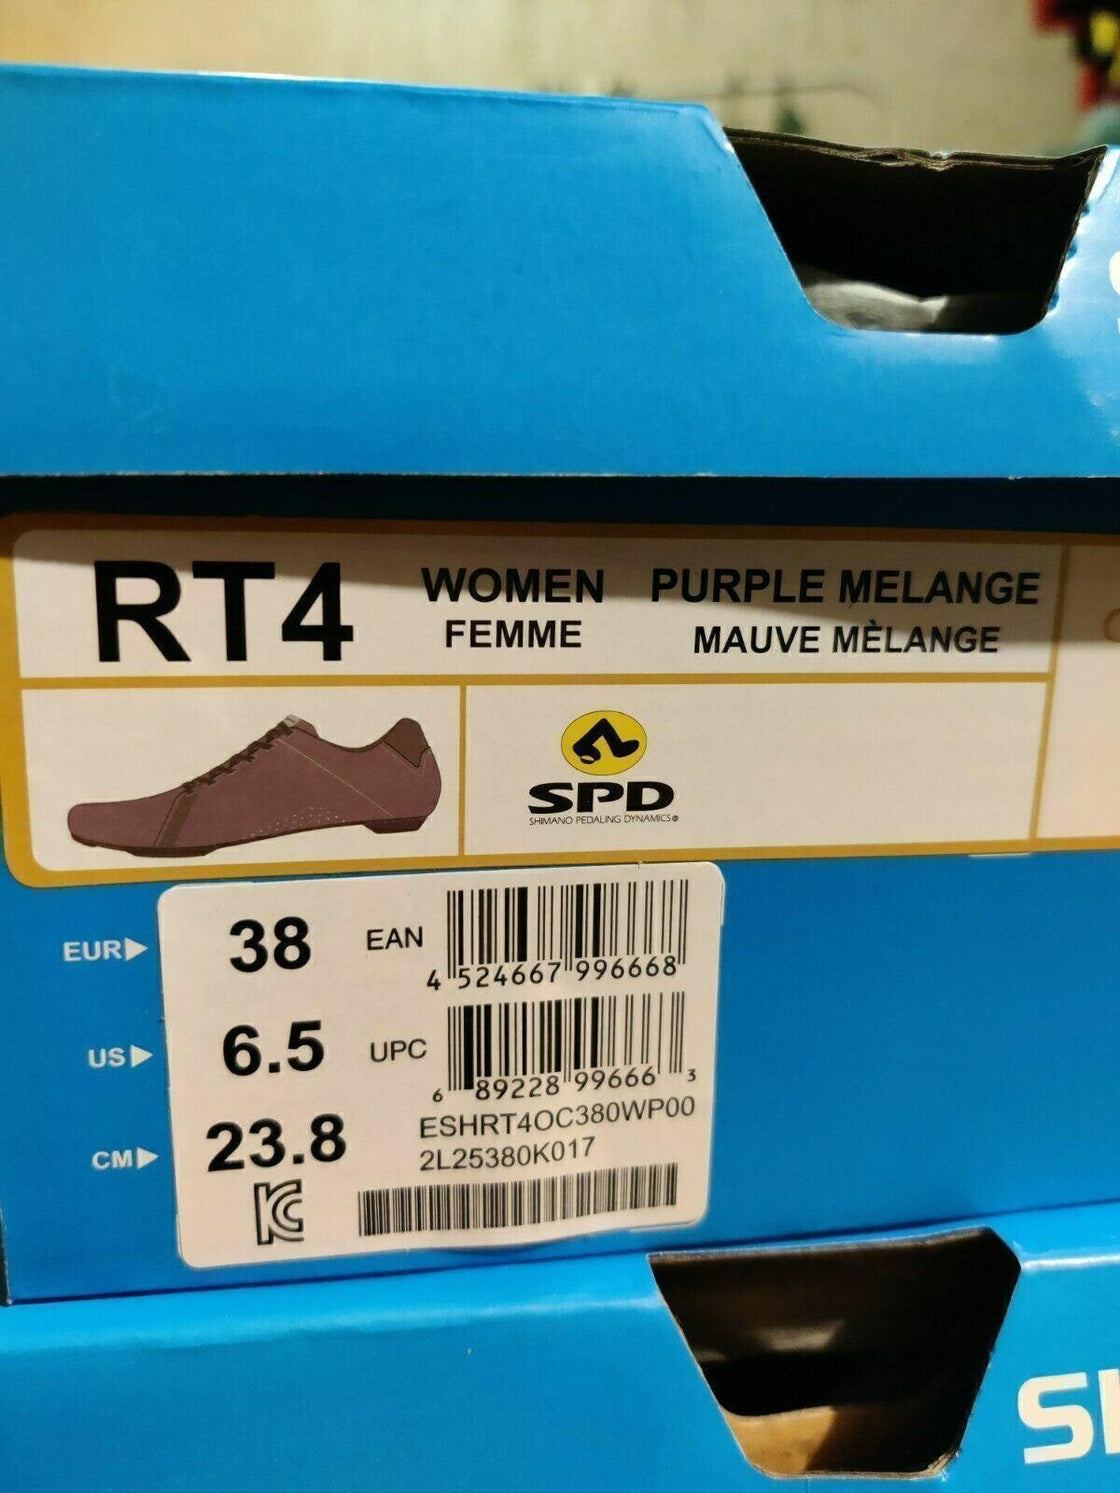 RT4
WOMEN
FEMME
PURPLE MELANGE
MAUVE MÈLANGE
SPD
SHIMANO PEDALING DYNAMICS®
EUR 38
EAN
4 524667 996668
US 6.5
UPC
6 89228 99666 3
CM 23.8
ESHRT4OC380WP00
2L25380K017
KC